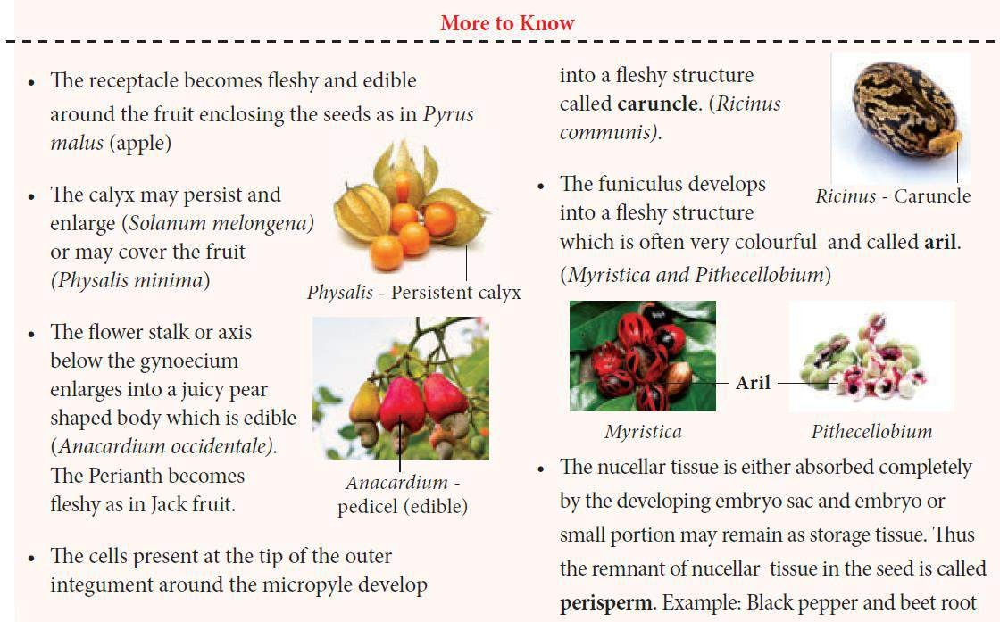 More to Know
• The receptacle becomes fleshy and edible
around the fruit enclosing the seeds as in Pyrus
malus (apple)
• The calyx may persist and
enlarge (Solanum melongena)
or may cover the fruit
(Physalis minima)
Physalis - Persistent calyx
• The flower stalk or axis
below the gynoecium
enlarges into a juicy pear
shaped body which is edible
(Anacardium occidentale).
The Perianth becomes
fleshy as in Jack fruit.
Anacardium -
pedicel (edible)
• The cells present at the tip of the outer
integument around the micropyle develop
into a fleshy structure
called caruncle. (Ricinus
communis).
Ricinus - Caruncle
• The funiculus develops
into a fleshy structure
which is often very colourful and called aril.
(Myristica and Pithecellobium)
Aril
Myristica
Pithecellobium
• The nucellar tissue is either absorbed completely
by the developing embryo sac and embryo or
small portion may remain as storage tissue. Thus
the remnant of nucellar tissue in the seed is called
perisperm. Example: Black pepper and beet root